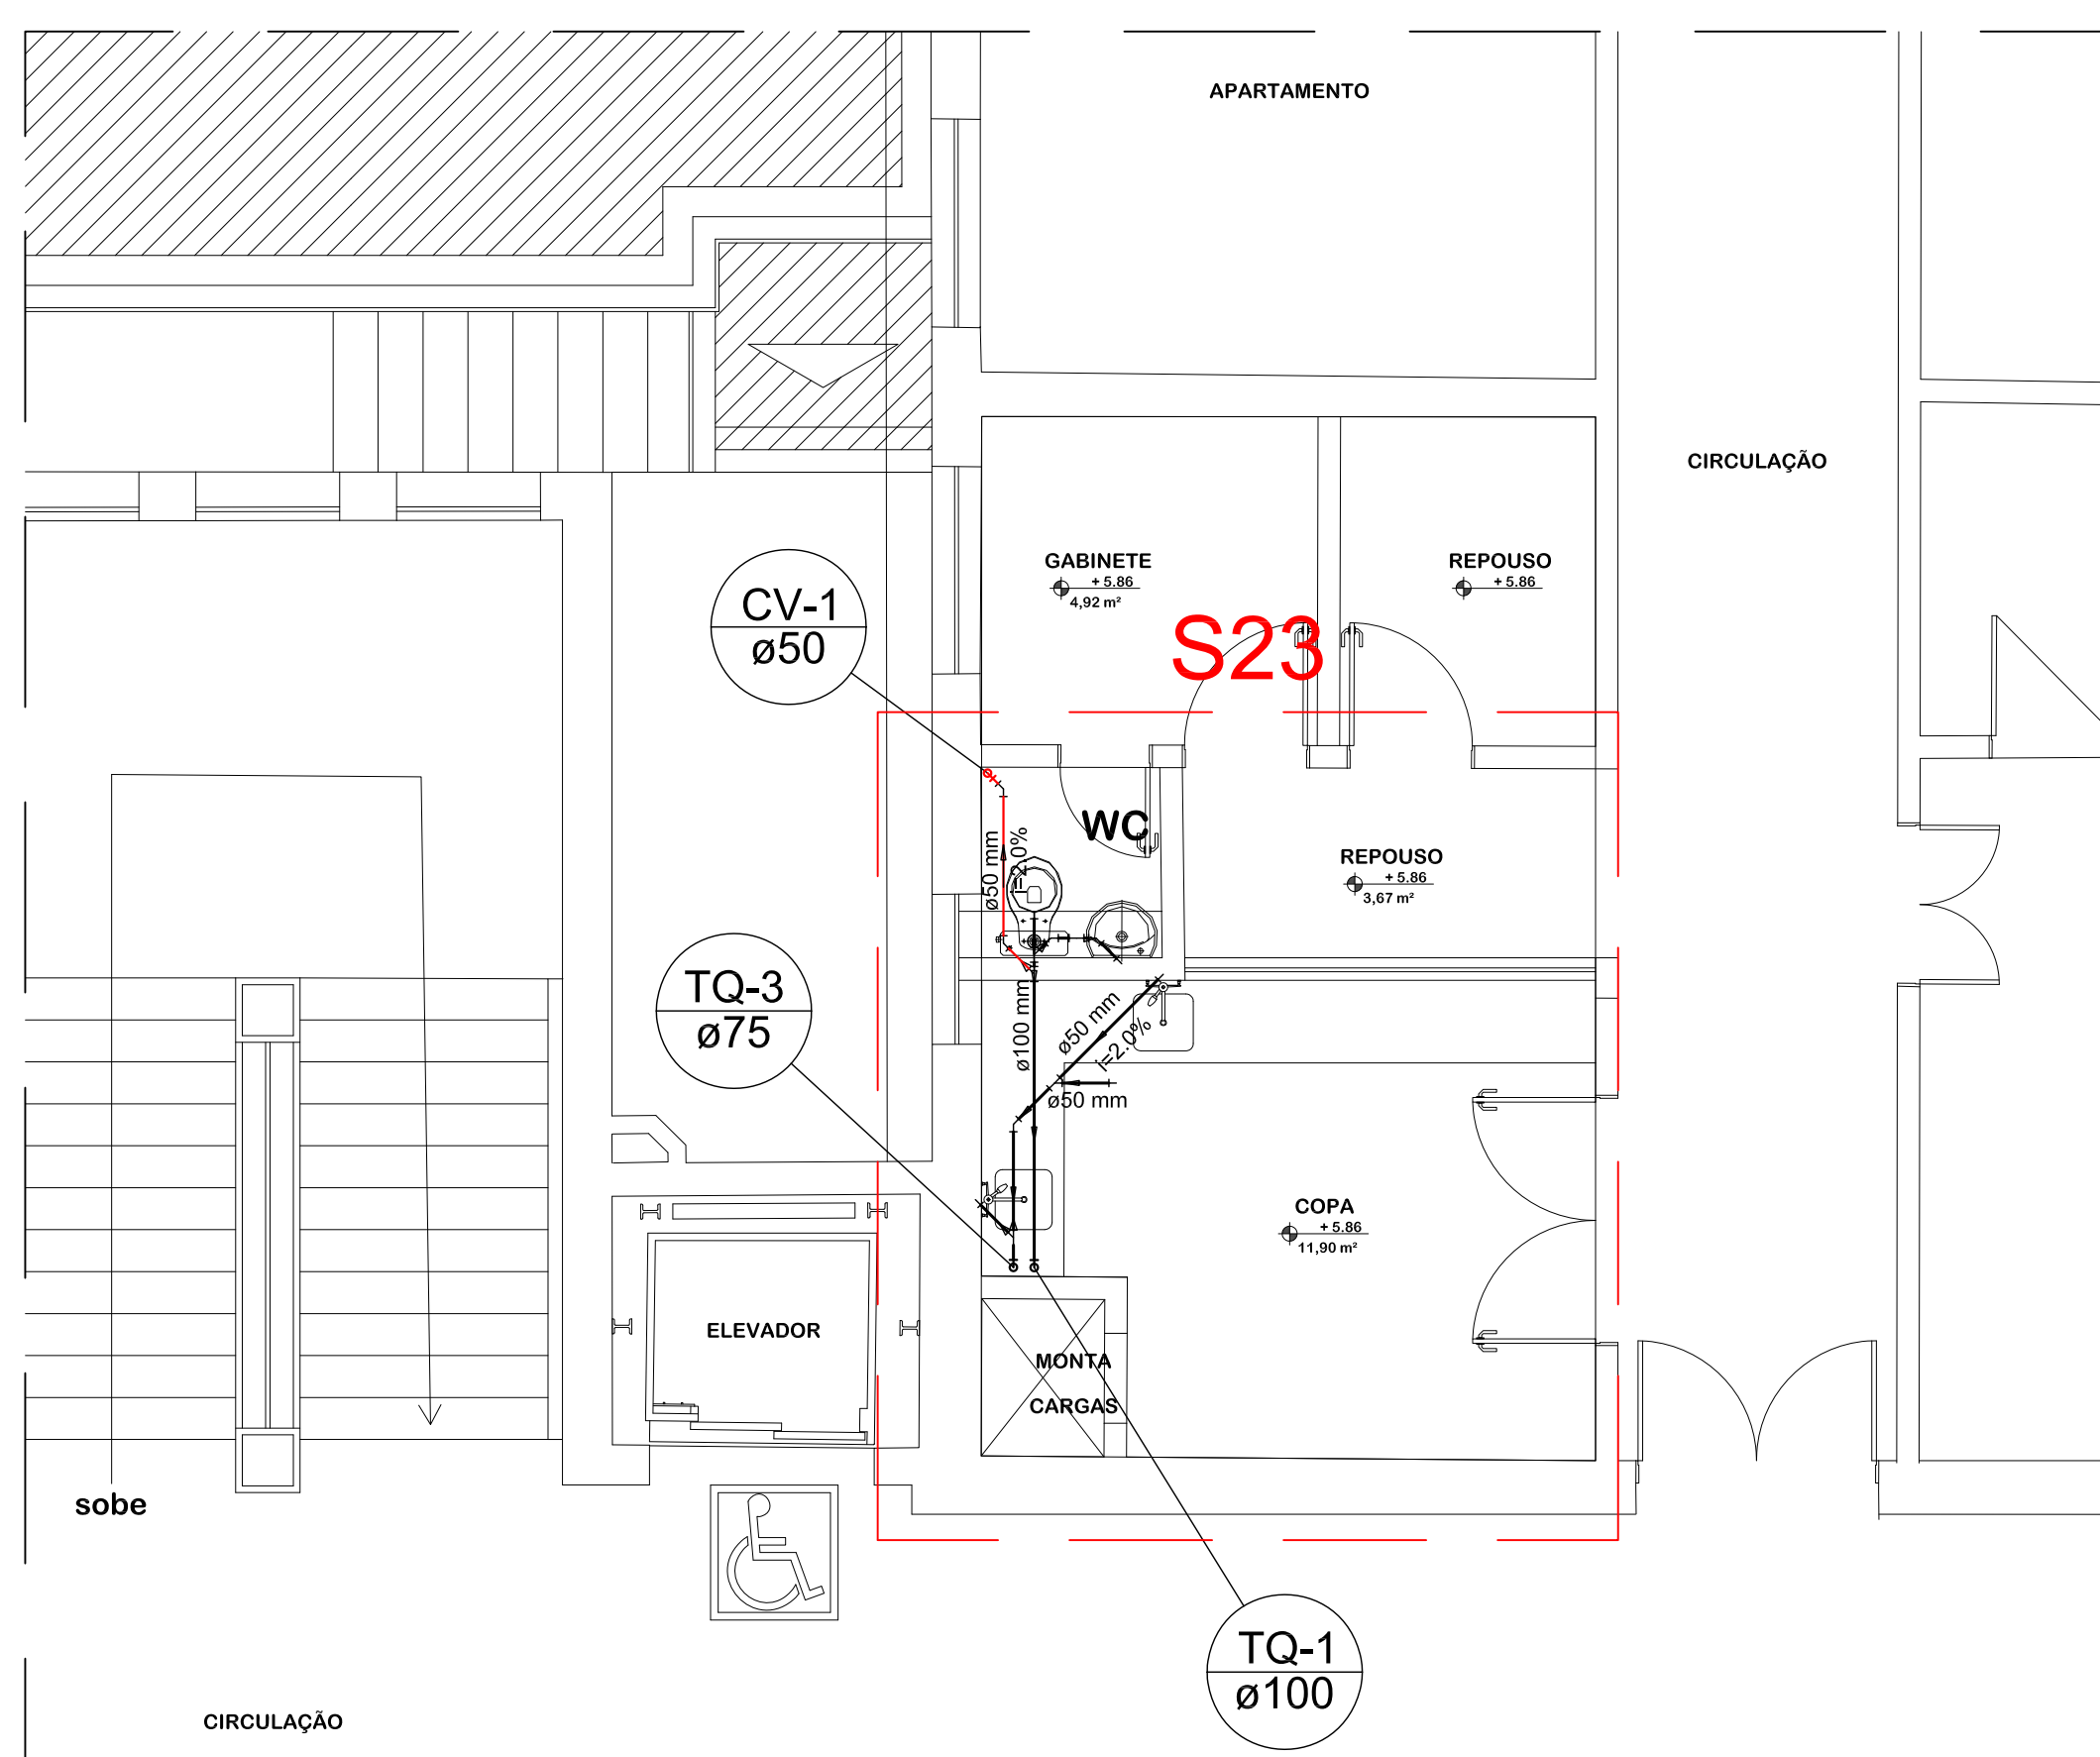 APARTAMENTO
CIRCULAÇÃO
GABINETE
+ 5.86
4,92 m²
REPOUSO
+ 5.86
CV-1
ø50
S23
WC
ø50 mm
i=2.0%
REPOUSO
+ 5.86
3,67 m²
TQ-3
ø75
ø100 mm
ø50 mm
i=2.0%
ø50 mm
COPA
+ 5.86
11,90 m²
ELEVADOR
MONTA
CARGAS
sobe
TQ-1
ø100
CIRCULAÇÃO